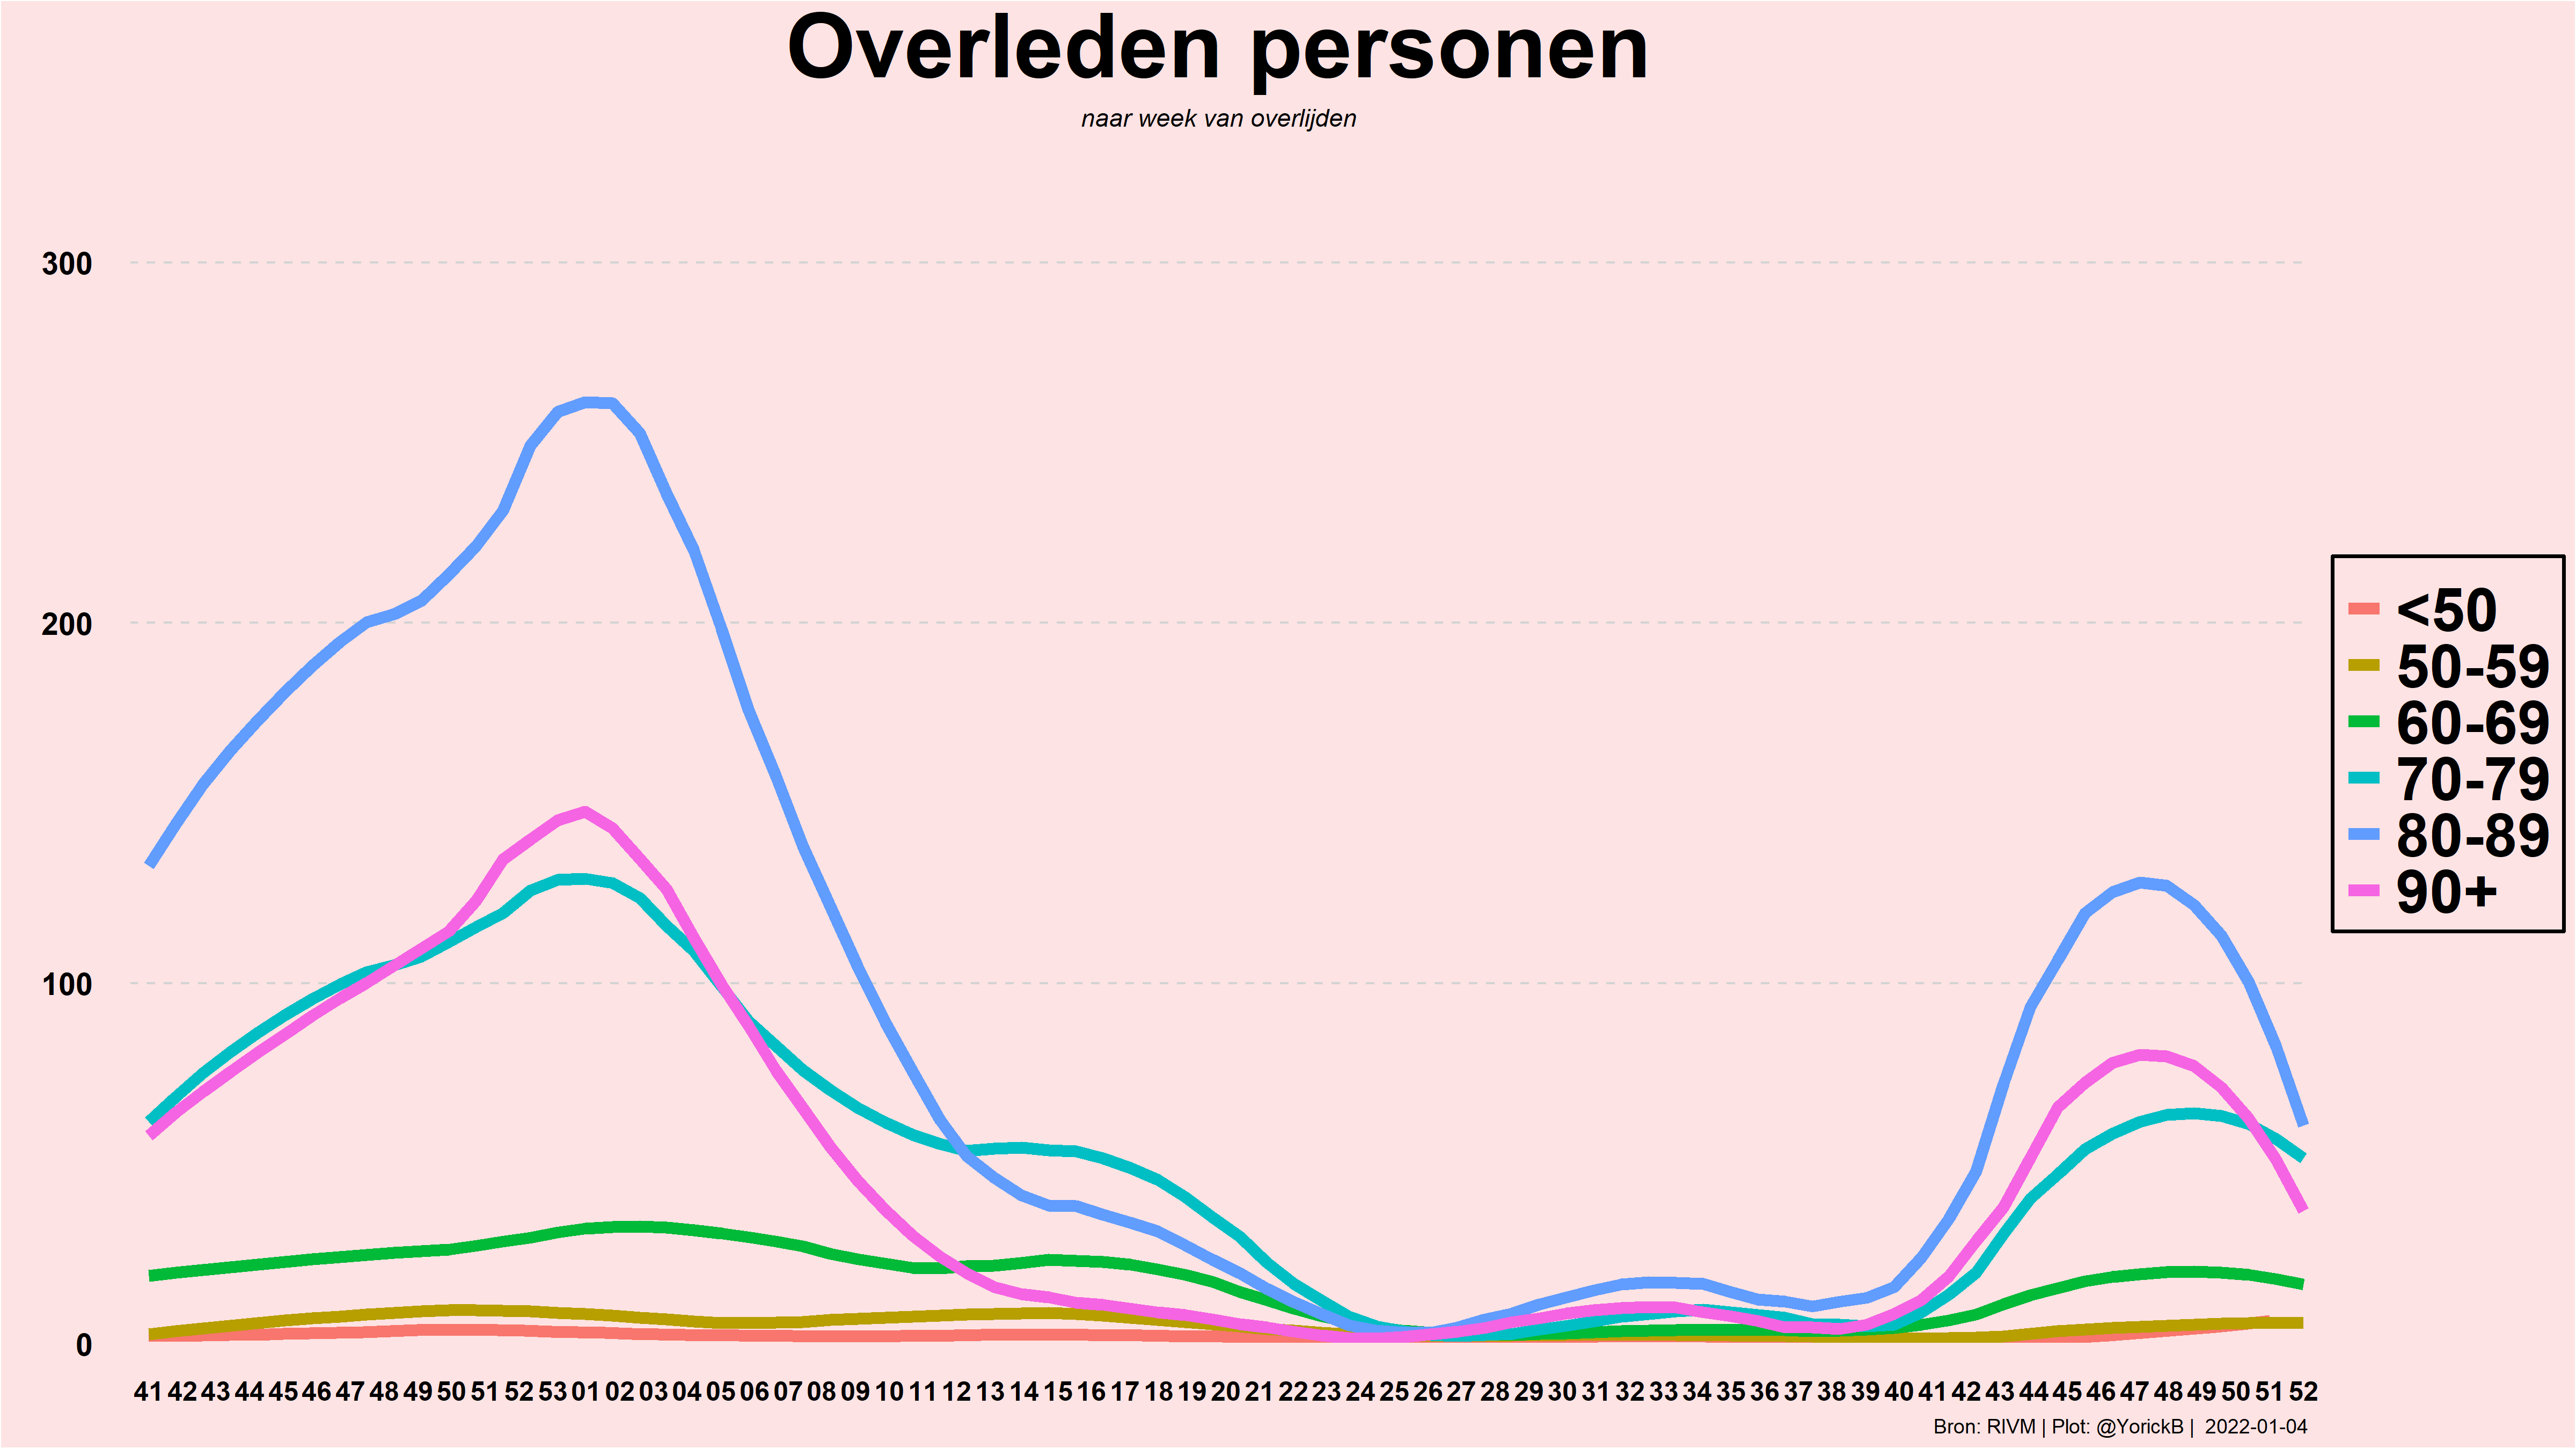 Overleden personen
naar week van overlijden
300
200
100
0
<50
50-59
60-69
70-79
80-89
90+
41 42 43 44 45 46 47 48 49 50 51 52 53 01 02 03 04 05 06 07 08 09 10 11 12 13 14 15 16 17 18 19 20 21 22 23 24 25 26 27 28 29 30 31 32 33 34 35 36 37 38 39 40 41 42 43 44 45 46 47 48 49 50 51 52
Bron: RIVM | Plot: @YorickB | 2022-01-04